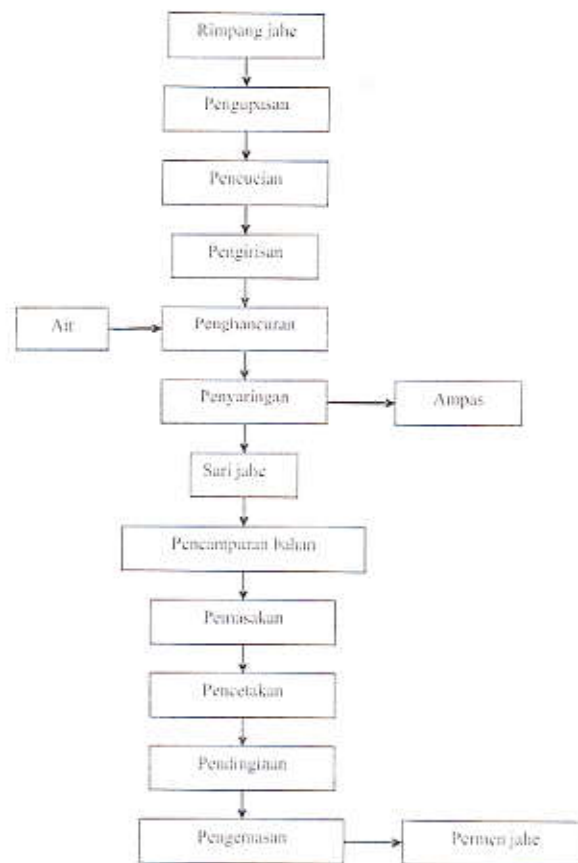 Rimpang jahe
Pengupasan
Pencucian
Pengirisan
Air
Penghancuran
Penyaringan
Ampas
Sari jahe
Pencampuran bahan
Pemasakan
Pencetakan
Pendinginan
Pengemasan
Permen jahe